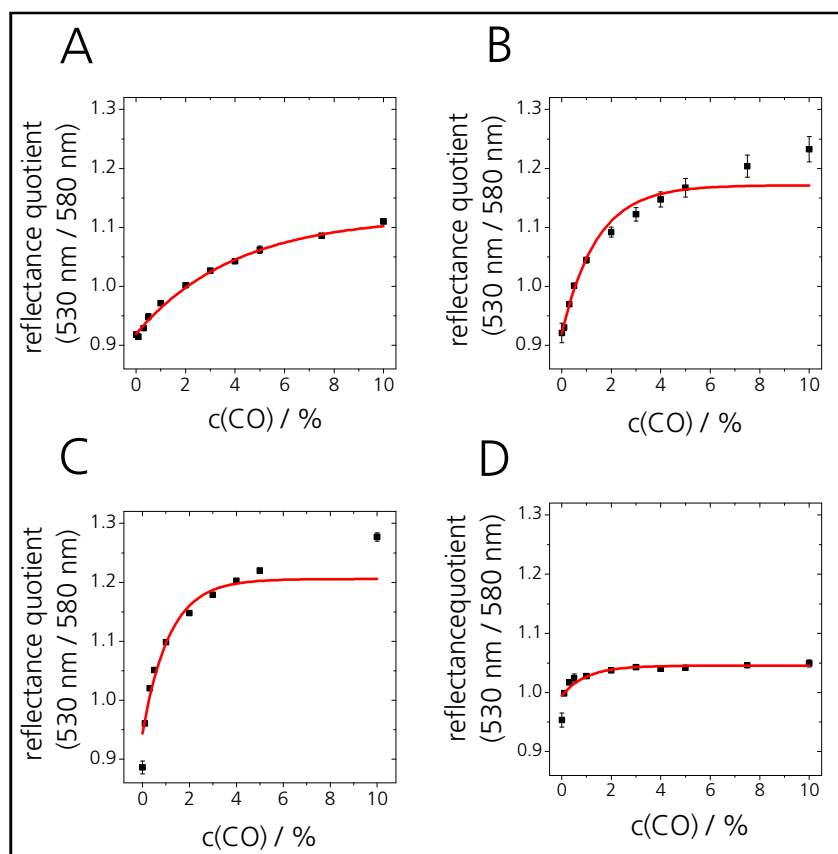 A
1.3
1.2
1.1
1.0
0.9
0 2 4 6 8 10
reflectance quotient
(530 nm / 580 nm)
c(CO) / %
B
1.3
1.2
1.1
1.0
0.9
0 2 4 6 8 10
reflectance quotient
(530 nm / 580 nm)
c(CO) / %
C
1.3
1.2
1.1
1.0
0.9
0 2 4 6 8 10
reflectance quotient
(530 nm / 580 nm)
c(CO) / %
D
1.3
1.2
1.1
1.0
0.9
0 2 4 6 8 10
reflectancequotient
(530 nm / 580 nm)
c(CO) / %